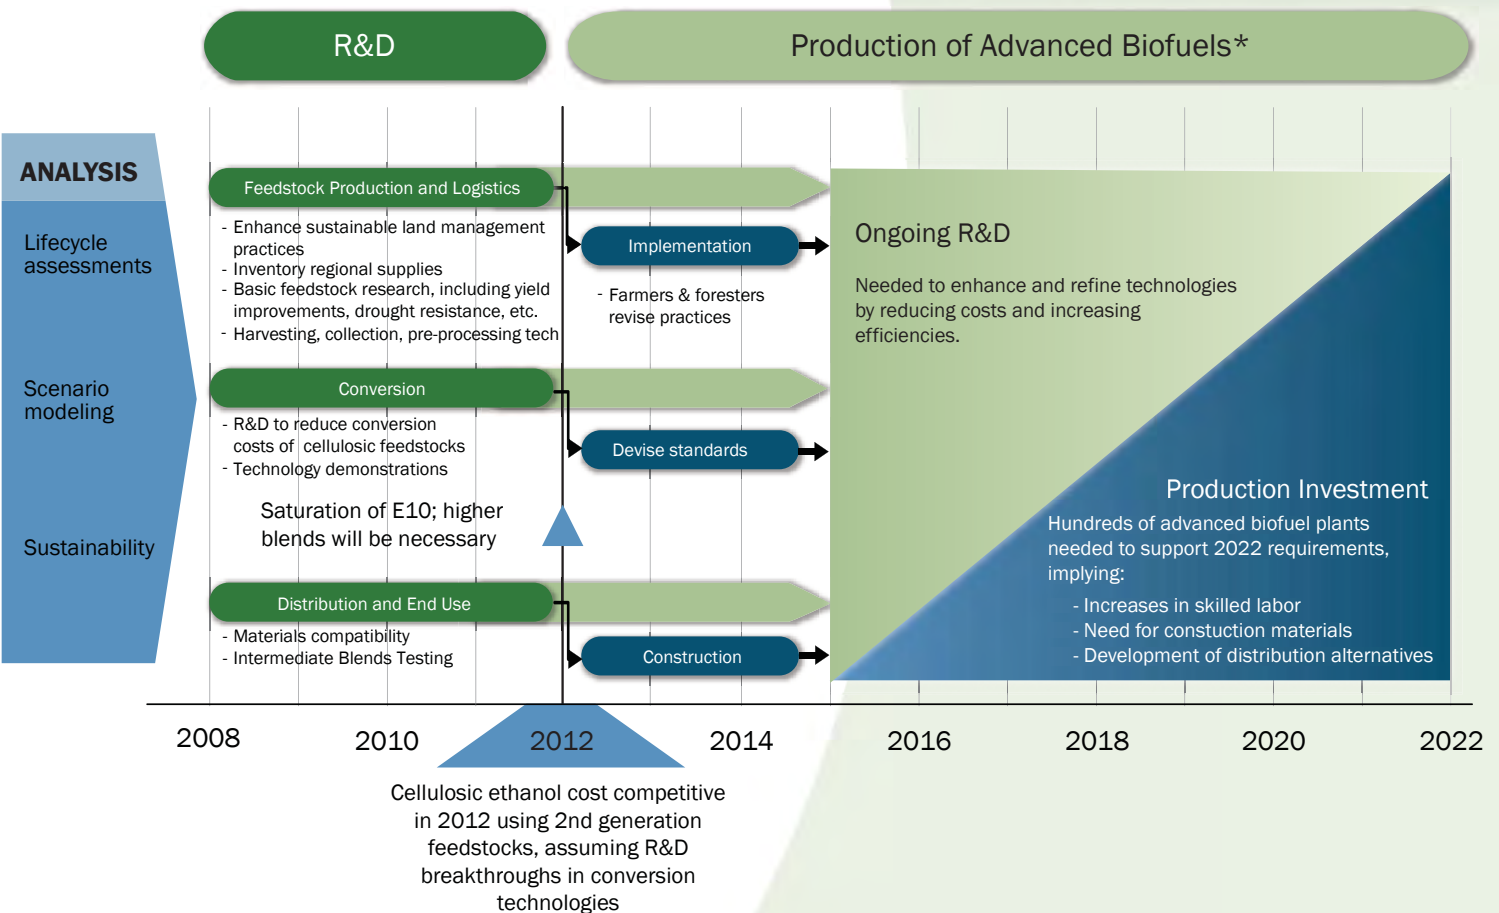 R&D
Production of Advanced Biofuels*
ANALYSIS
Lifecycle
assessments
Scenario
modeling
Sustainability
Feedstock Production and Logistics
- Enhance sustainable land management
practices
- Inventory regional supplies
- Basic feedstock research, including yield
improvements, drought resistance, etc.
- Harvesting, collection, pre-processing tech
Implementation
- Farmers & foresters
revise practices
Conversion
- R&D to reduce conversion
costs of cellulosic feedstocks
- Technology demonstrations
Devise standards
Saturation of E10; higher
blends will be necessary
Distribution and End Use
- Materials compatibility
- Intermediate Blends Testing
Construction
Ongoing R&D
Needed to enhance and refine technologies
by reducing costs and increasing
efficiencies.
Production Investment
Hundreds of advanced biofuel plants
needed to support 2022 requirements,
implying:
- Increases in skilled labor
- Need for constuction materials
- Development of distribution alternatives
2008 2010 2012 2014 2016 2018 2020 2022
Cellulosic ethanol cost competitive
in 2012 using 2nd generation
feedstocks, assuming R&D
breakthroughs in conversion
technologies